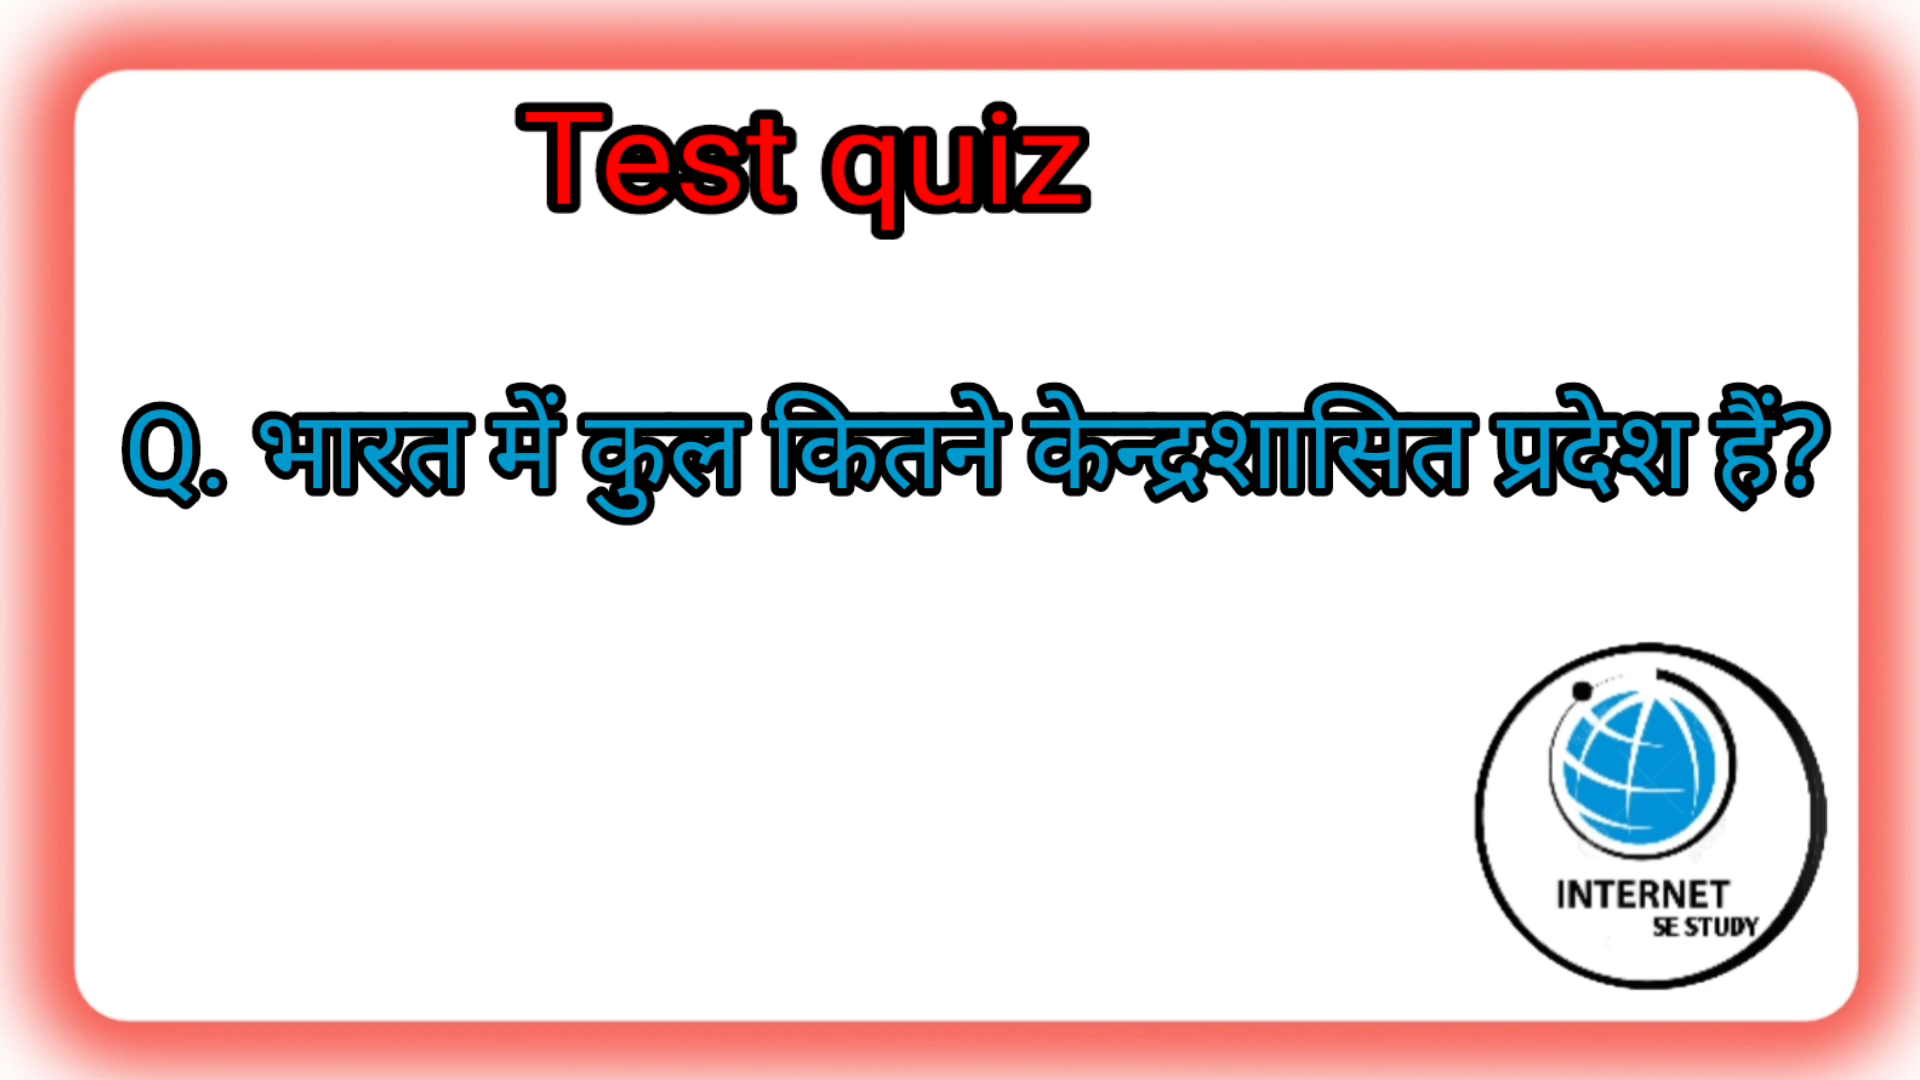 Test quiz
Q. भारत में कुल कितने केन्द्रशासित प्रदेश हैं?
INTERNET
SE STUDY